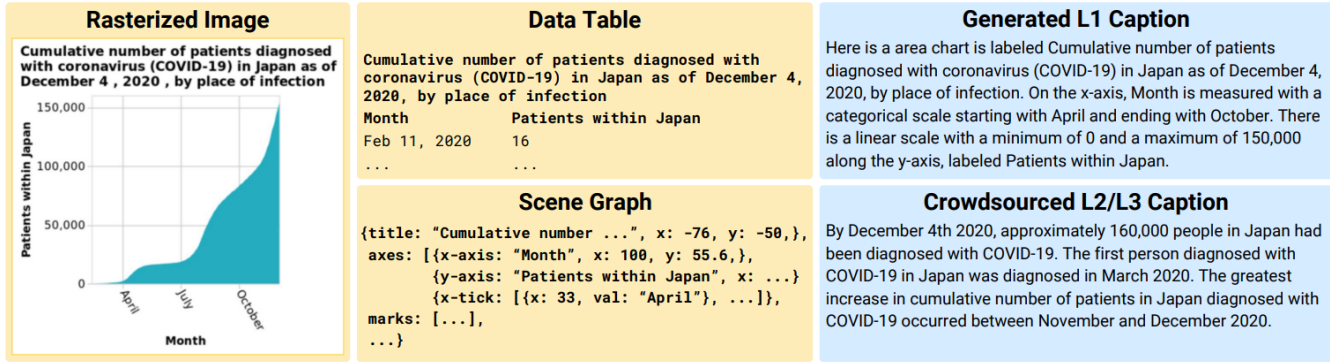 Rasterized Image
Cumulative number of patients diagnosed
with coronavirus (COVID-19) in Japan as of
December 4 , 2020 , by place of infection
150,000
100,000
50,000
0
Patients within Japan
April
July
October
Month
Data Table
Cumulative number of patients diagnosed with
coronavirus (COVID-19) in Japan as of December 4,
2020, by place of infection
Month Patients within Japan
Feb 11, 2020 16
... ...
Scene Graph
{title: “Cumulative number ...”, x: -76, y: -50,},
axes: [{x-axis: “Month”, x: 100, y: 55.6,},
{y-axis: “Patients within Japan”, x: ...}
{x-tick: [{x: 33, val: “April”}, ...]},
marks: [...],
...}
Generated L1 Caption
Here is a area chart is labeled Cumulative number of patients
diagnosed with coronavirus (COVID-19) in Japan as of December 4,
2020, by place of infection. On the x-axis, Month is measured with a
categorical scale starting with April and ending with October. There
is a linear scale with a minimum of 0 and a maximum of 150,000
along the y-axis, labeled Patients within Japan.
Crowdsourced L2/L3 Caption
By December 4th 2020, approximately 160,000 people in Japan had
been diagnosed with COVID-19. The first person diagnosed with
COVID-19 in Japan was diagnosed in March 2020. The greatest
increase in cumulative number of patients in Japan diagnosed with
COVID-19 occurred between November and December 2020.